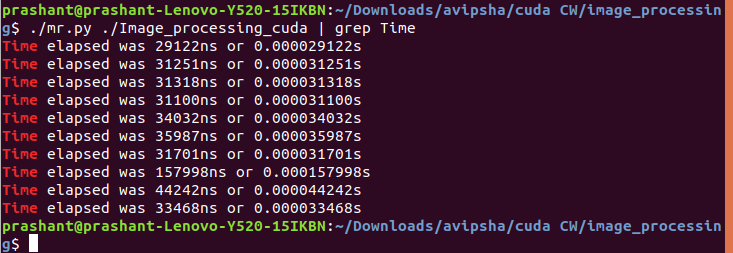 prashant@prashant-Lenovo-Y520-15IKBN:~/Downloads/avipsha/cuda CW/image_processin
g$ ./mr.py ./Image_processing_cuda | grep Time
Time elapsed was 29122ns or 0.000029122s
Time elapsed was 31251ns or 0.000031251s
Time elapsed was 31318ns or 0.000031318s
Time elapsed was 31100ns or 0.000031100s
Time elapsed was 34032ns or 0.000034032s
Time elapsed was 35987ns or 0.000035987s
Time elapsed was 31701ns or 0.000031701s
Time elapsed was 157998ns or 0.000157998s
Time elapsed was 44242ns or 0.000044242s
Time elapsed was 33468ns or 0.000033468s
prashant@prashant-Lenovo-Y520-15IKBN:~/Downloads/avipsha/cuda CW/image_processin
g$